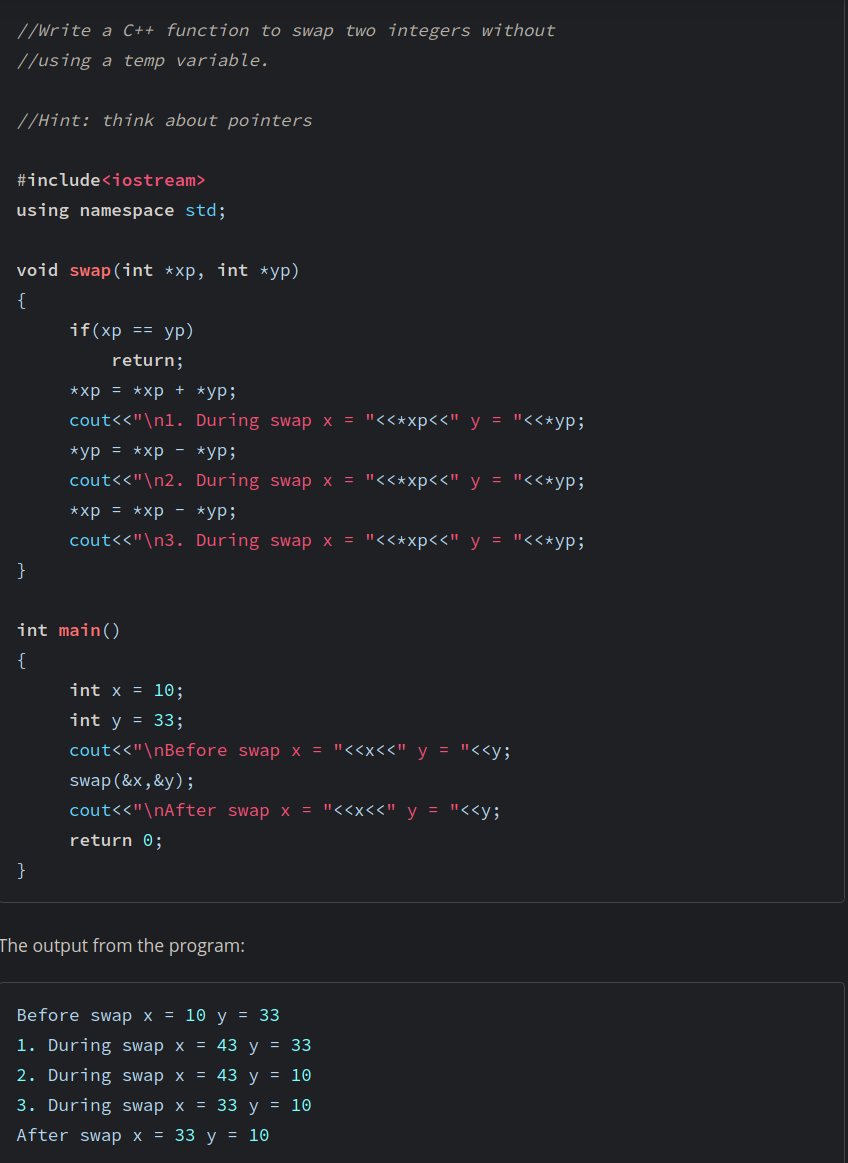 //Write a C++ function to swap two integers without
//using a temp variable.
//Hint: think about pointers
#include<iostream>
using namespace std;
void swap(int *xp, int *yp)
{
if(xp == yp)
return;
*xp = *xp + *yp;
cout<<"\n1. During swap x = "<<*xp<<" y = "<<*yp;
*yp = *xp - *yp;
cout<<"\n2. During swap x = "<<*xp<<" y = "<<*yp;
*xp = *xp - *yp;
cout<<"\n3. During swap x = "<<*xp<<" y = "<<*yp;
}
int main()
{
int x = 10;
int y = 33;
cout<<"\nBefore swap x = "<<x<<" y = "<<y;
swap(&x,&y);
cout<<"\nAfter swap x = "<<x<<" y = "<<y;
return 0;
}
The output from the program:
Before swap x = 10 y = 33
1. During swap x = 43 y = 33
2. During swap x = 43 y = 10
3. During swap x = 33 y = 10
After swap x = 33 y = 10